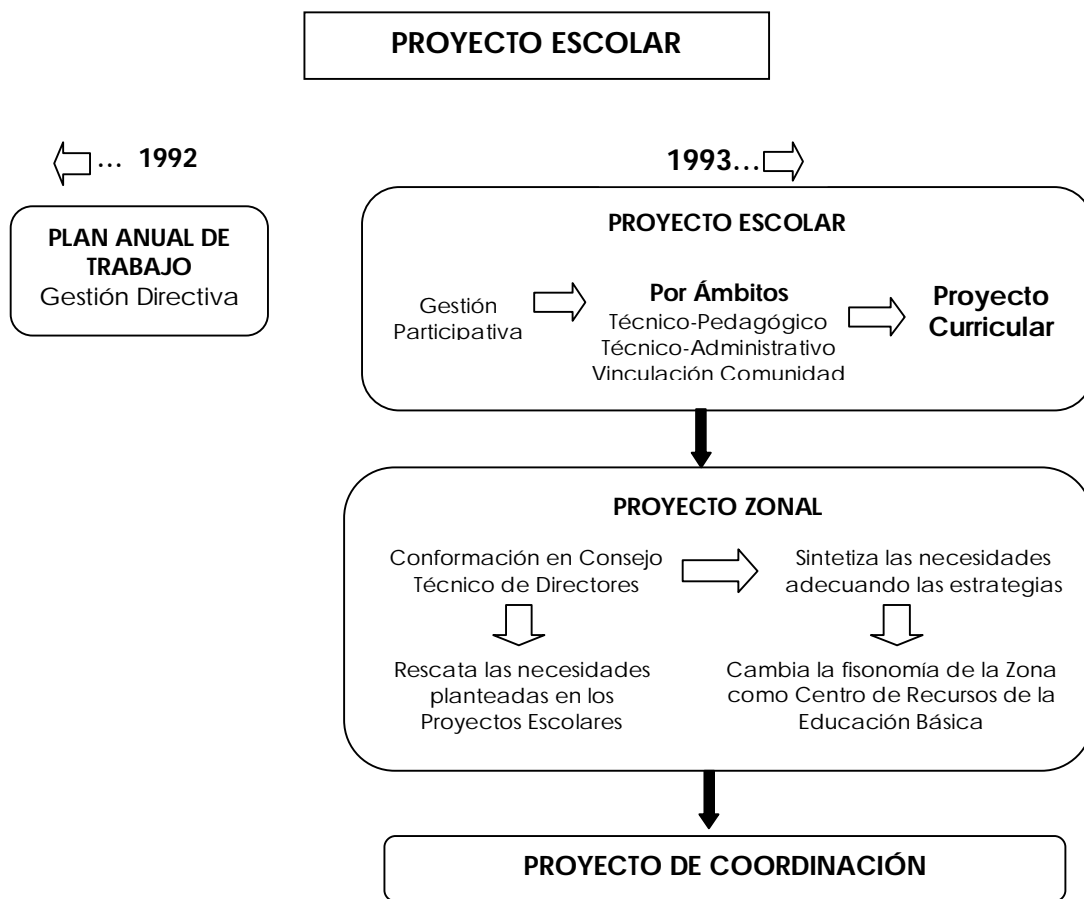 PROYECTO ESCOLAR
... 1992
1993...
PLAN ANUAL DE
TRABAJO
Gestión Directiva
PROYECTO ESCOLAR
Gestión
Participativa
Por Ámbitos
Técnico-Pedagógico
Técnico-Administrativo
Vinculación Comunidad
Proyecto
Curricular
PROYECTO ZONAL
Conformación en Consejo
Técnico de Directores
Sintetiza las necesidades
adecuando las estrategias
Rescata las necesidades
planteadas en los
Proyectos Escolares
Cambia la fisonomía de la Zona
como Centro de Recursos de la
Educación Básica
PROYECTO DE COORDINACIÓN